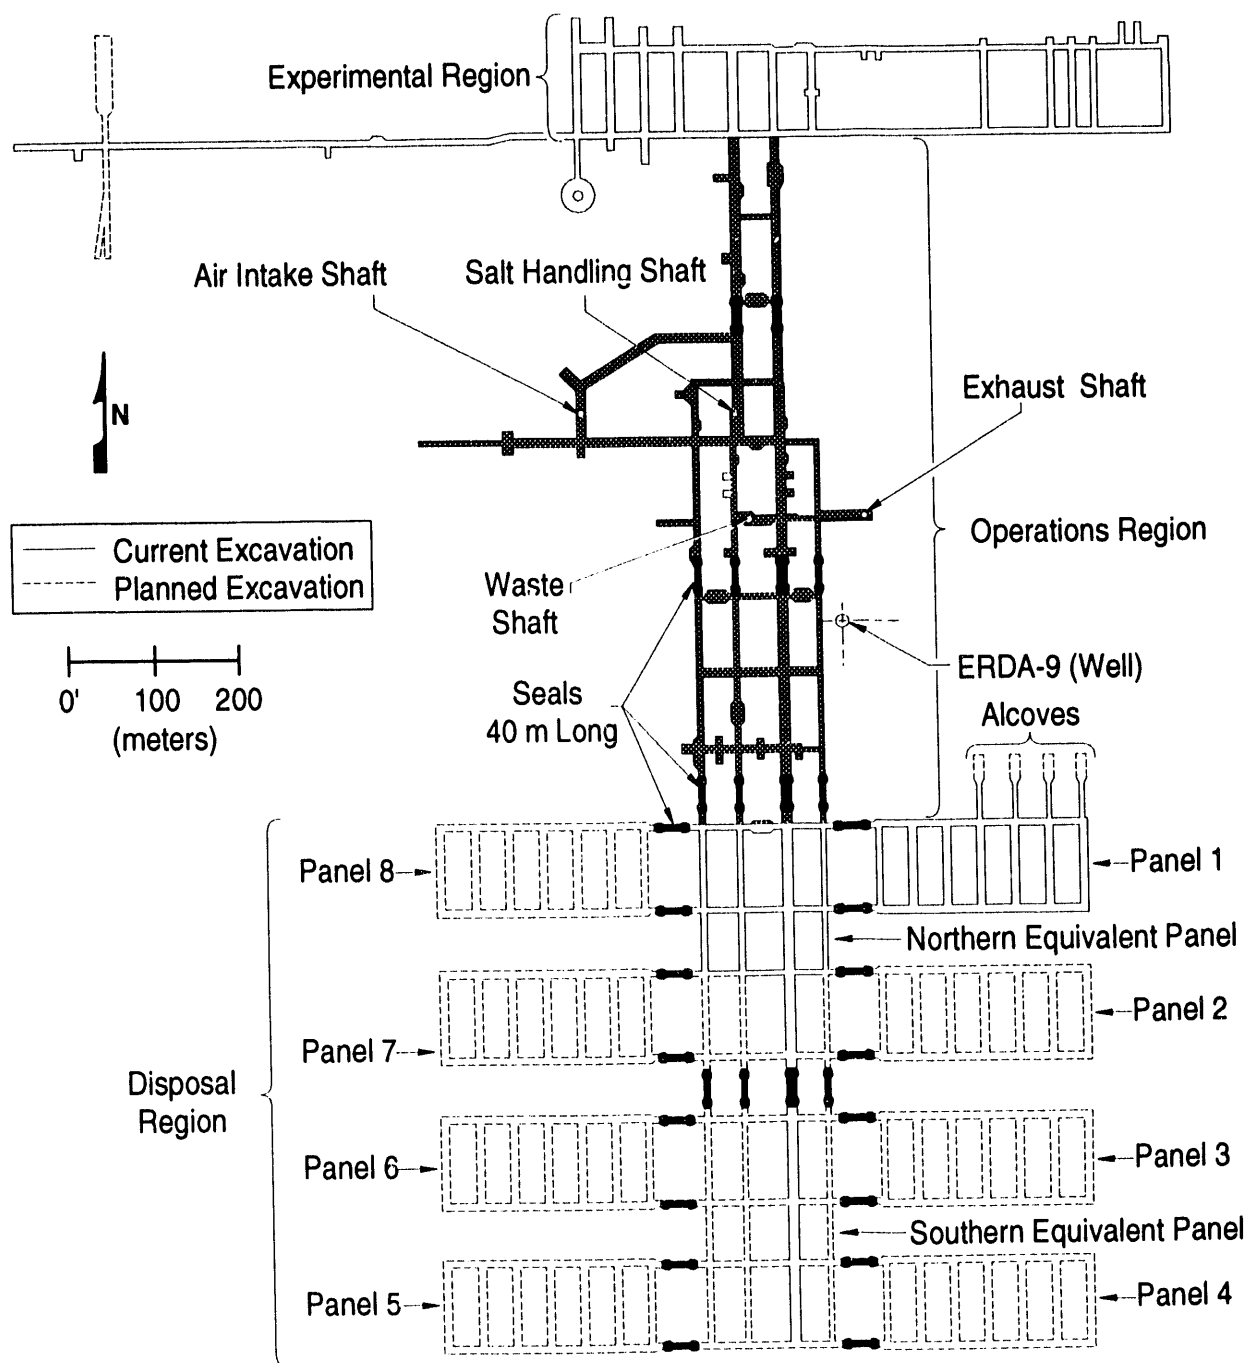 Experimental Region
Air Intake Shaft
Salt Handling Shaft
Exhaust Shaft
N
Current Excavation
Planned Excavation
Operations Region
Waste
Shaft
ERDA-9 (Well)
0'
100
200
(meters)
Seals
40 m Long
Alcoves
Panel 8
Panel 1
Northern Equivalent Panel
Panel 7
Panel 2
Disposal
Region
Panel 6
Panel 3
Southern Equivalent Panel
Panel 5
Panel 4